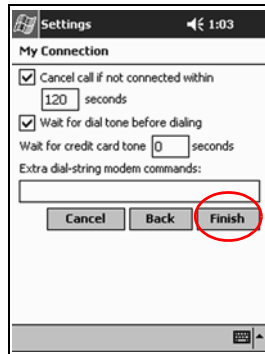 Settings 1:03
My Connection
Cancel call if not connected within
120 seconds
Wait for dial tone before dialing
Wait for credit card tone 0 seconds
Extra dial-string modem commands:
Cancel Back Finish